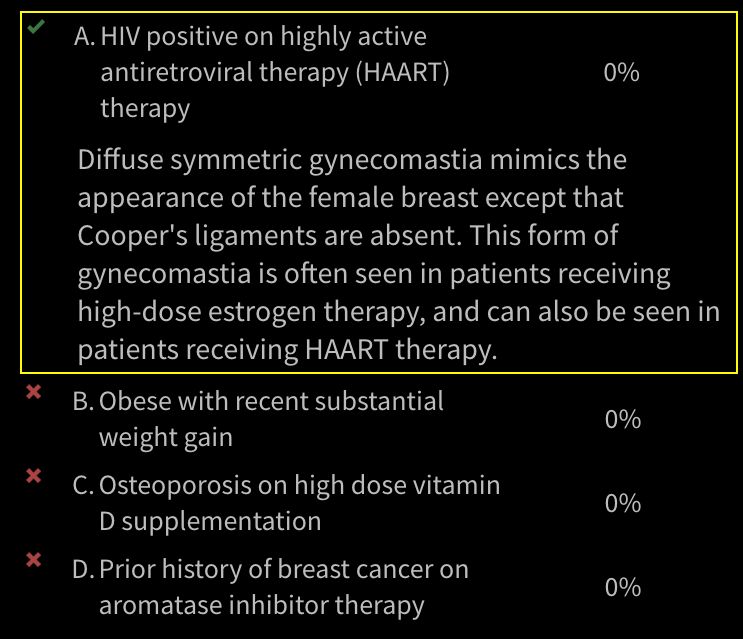 A. HIV positive on highly active
antiretroviral therapy (HAART) 0%
therapy
Diffuse symmetric gynecomastia mimics the
appearance of the female breast except that
Cooper's ligaments are absent. This form of
gynecomastia is often seen in patients receiving
high-dose estrogen therapy, and can also be seen in
patients receiving HAART therapy.
B. Obese with recent substantial
weight gain 0%
C. Osteoporosis on high dose vitamin
D supplementation 0%
D. Prior history of breast cancer on
aromatase inhibitor therapy 0%